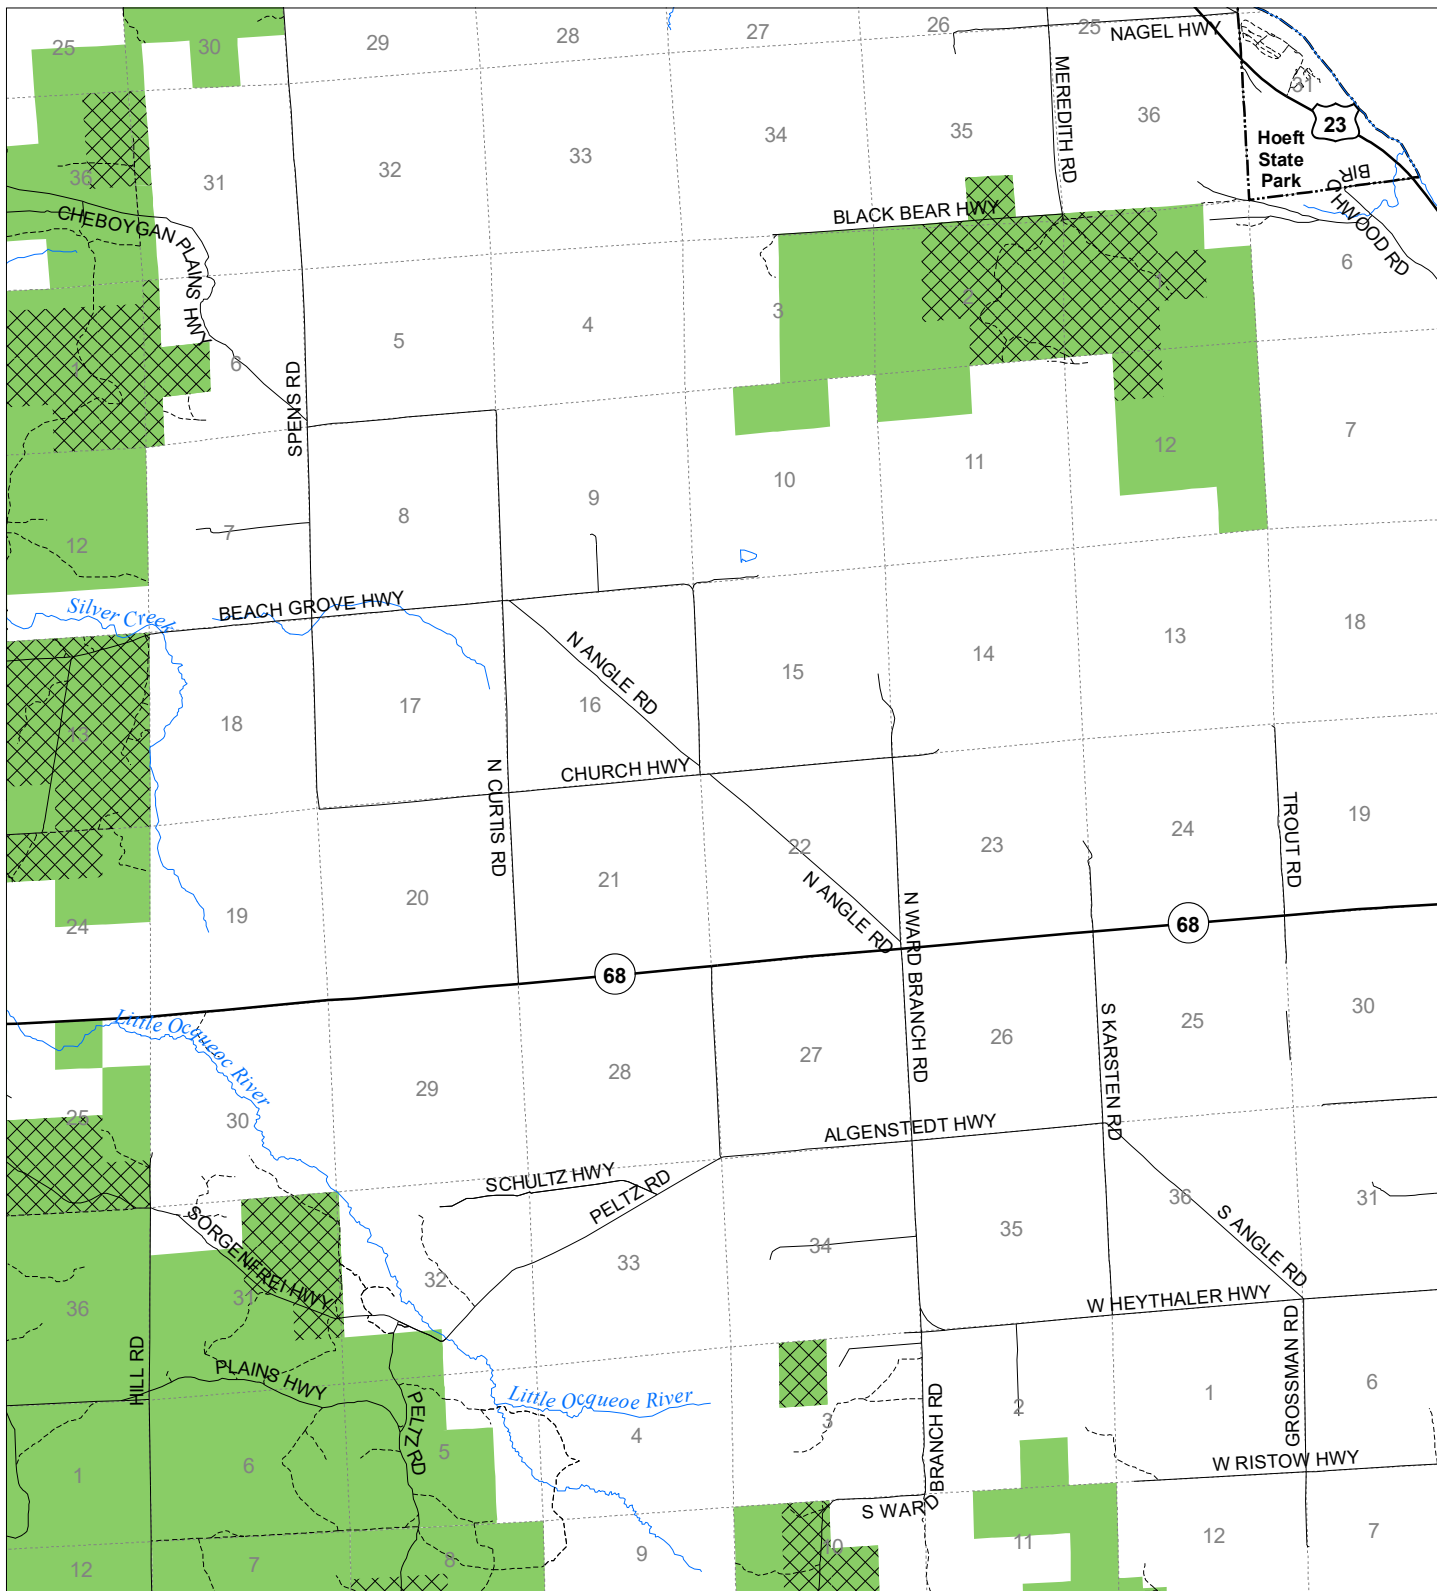 25
30
29
28
27
26
25
NAGEL HWY
31
23
Hoeft
State
Park
36
31
32
33
34
35
MEREDITH RD
36
BIRCHWOOD RD
CHEBOYGAN PLAINS HWY
BLACK BEAR HWY
1
6
SPENS RD
5
4
3
2
1
6
12
7
8
9
10
11
12
7
Silver Creek
BEACH GROVE HWY
N ANGLE RD
13
18
17
16
15
14
13
18
N CURTIS RD
CHURCH HWY
24
19
20
21
22
N ANGLE RD
23
24
TROUT RD
19
68
68
N WARD BRANCH RD
Little Ocqueoc River
25
30
29
28
27
26
S KARSTEN RD
25
30
ALGENSTEDT HWY
SCHULTZ HWY
PELTZ RD
SORGENFREI HWY
36
31
32
33
34
35
36
S ANGLE RD
31
W HEYTHALER HWY
HILL RD
PLAINS HWY
PELTZ RD
Little Ocqueoe River
GROSSMAN RD
1
6
5
4
3
2
1
6
S WARD BRANCH RD
W RISTOW HWY
12
7
8
9
10
11
12
7